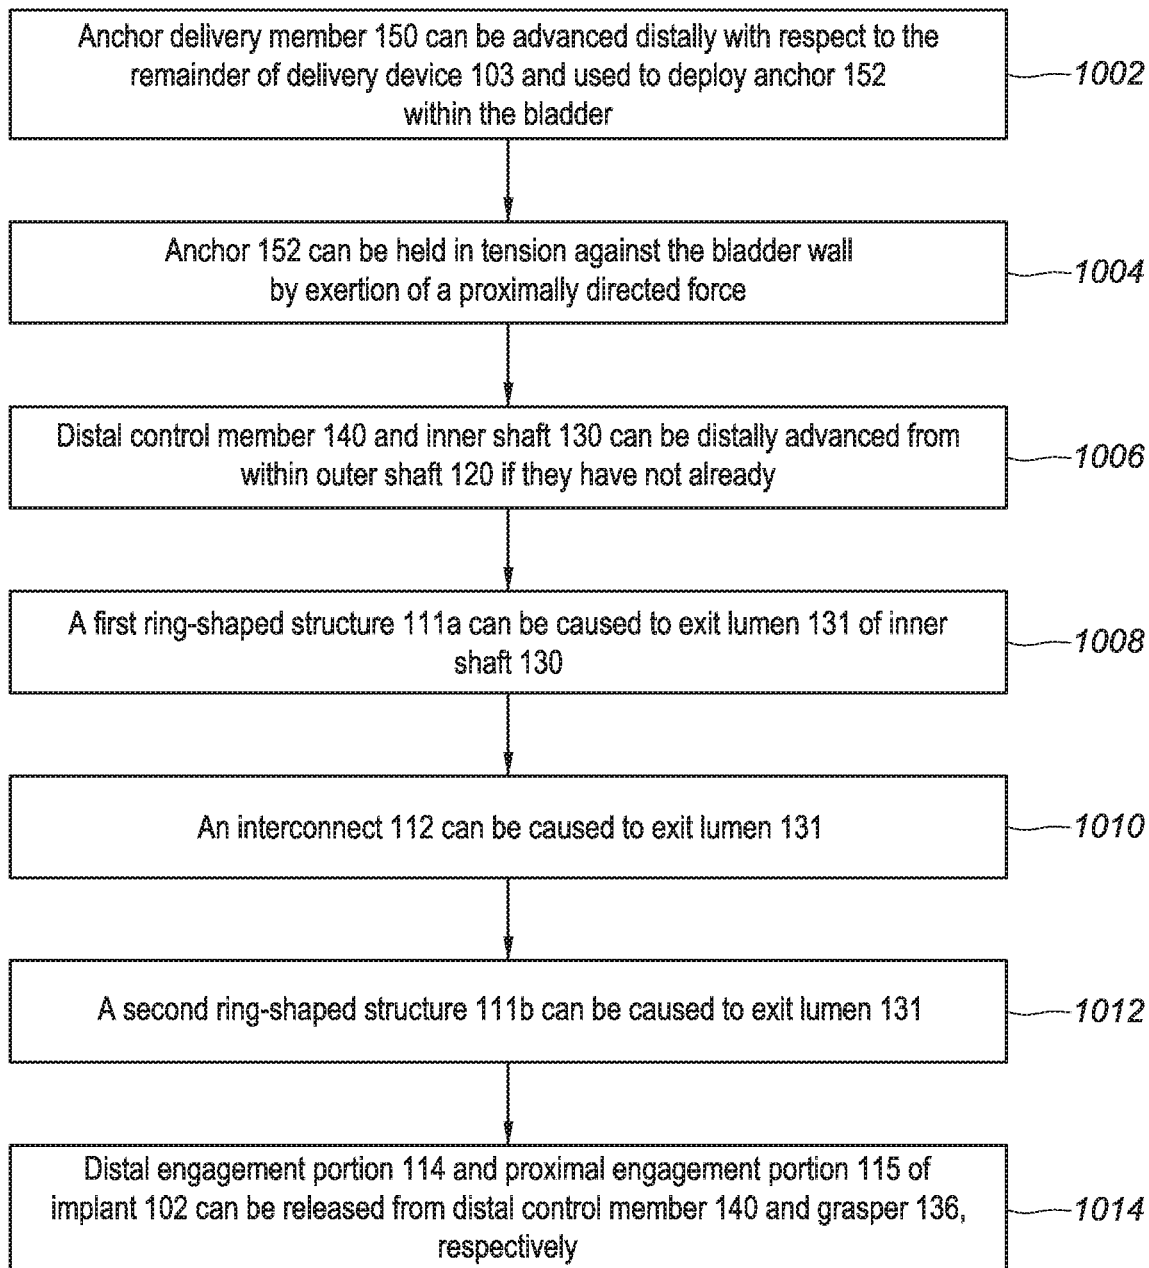 Anchor delivery member 150 can be advanced distally with respect to the
remainder of delivery device 103 and used to deploy anchor 152
within the bladder
1002
Anchor 152 can be held in tension against the bladder wall
by exertion of a proximally directed force
1004
Distal control member 140 and inner shaft 130 can be distally advanced from
within outer shaft 120 if they have not already
1006
A first ring-shaped structure 111a can be caused to exit lumen 131 of inner
shaft 130
1008
An interconnect 112 can be caused to exit lumen 131
1010
A second ring-shaped structure 111b can be caused to exit lumen 131
1012
Distal engagement portion 114 and proximal engagement portion 115 of
implant 102 can be released from distal control member 140 and grasper 136,
respectively
1014